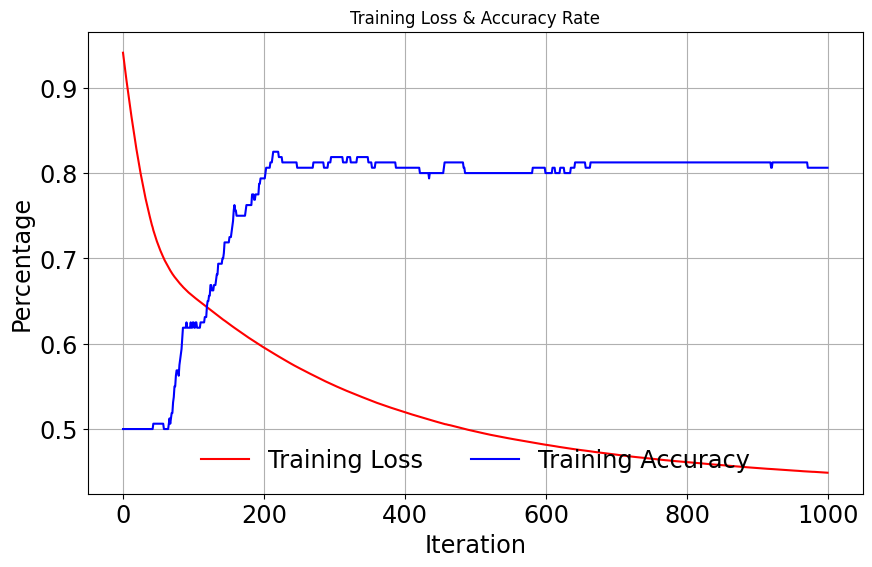 Training Loss & Accuracy Rate
Percentage
0.9
0.8
0.7
0.6
0.5
Training Loss Training Accuracy
0 200 400 600 800 1000
Iteration